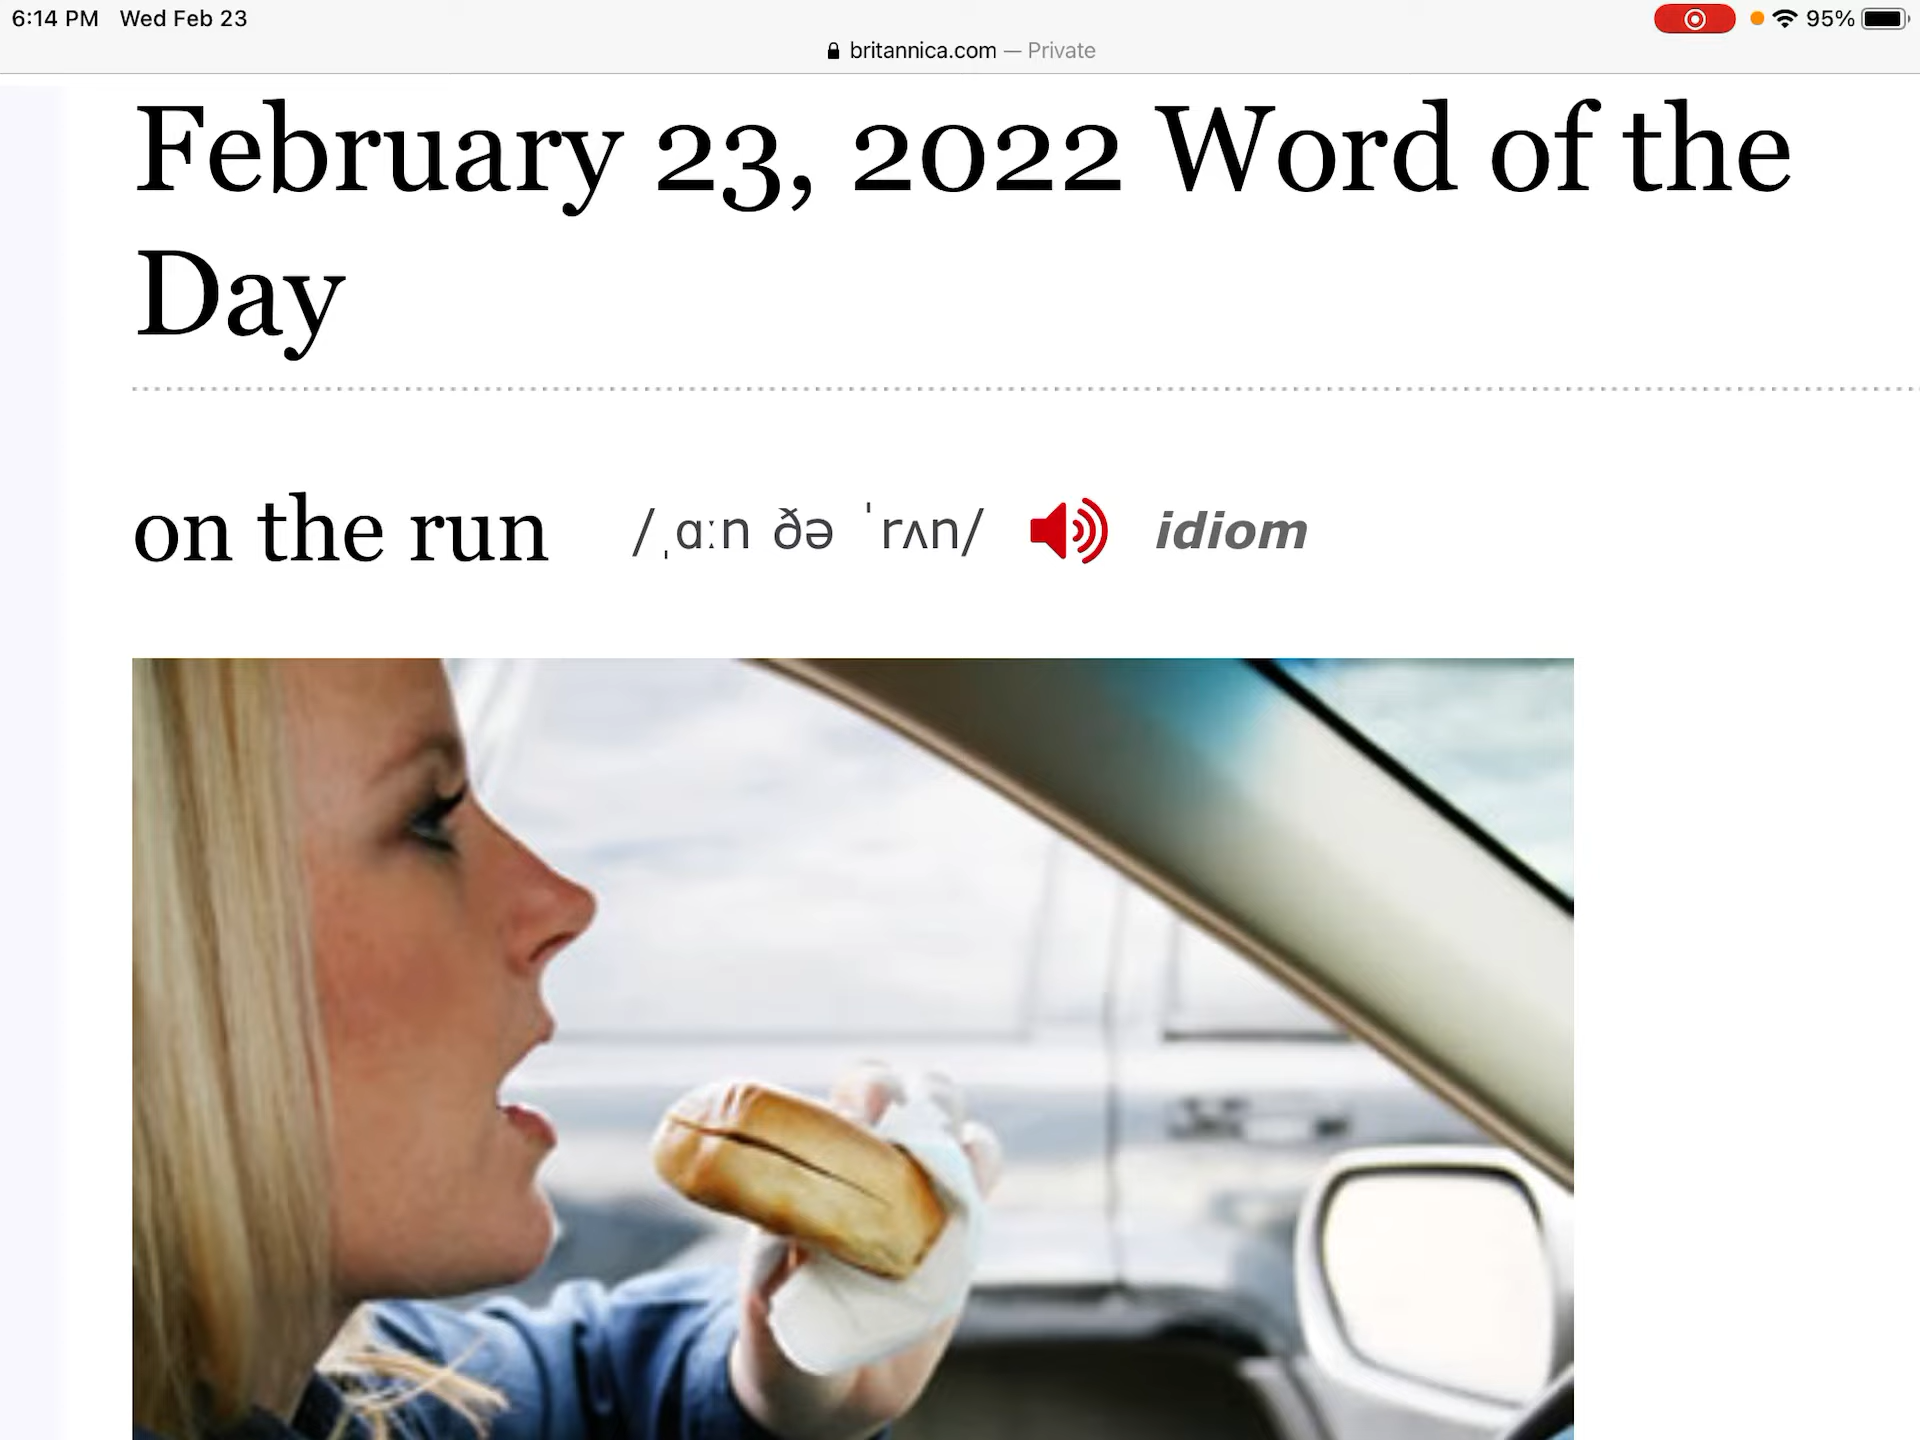 6:14 PM Wed Feb 23
95%
britannica.com — Private
February 23, 2022 Word of the
Day
on the run /ˌɑːn ðə ˈrʌn/ idiom